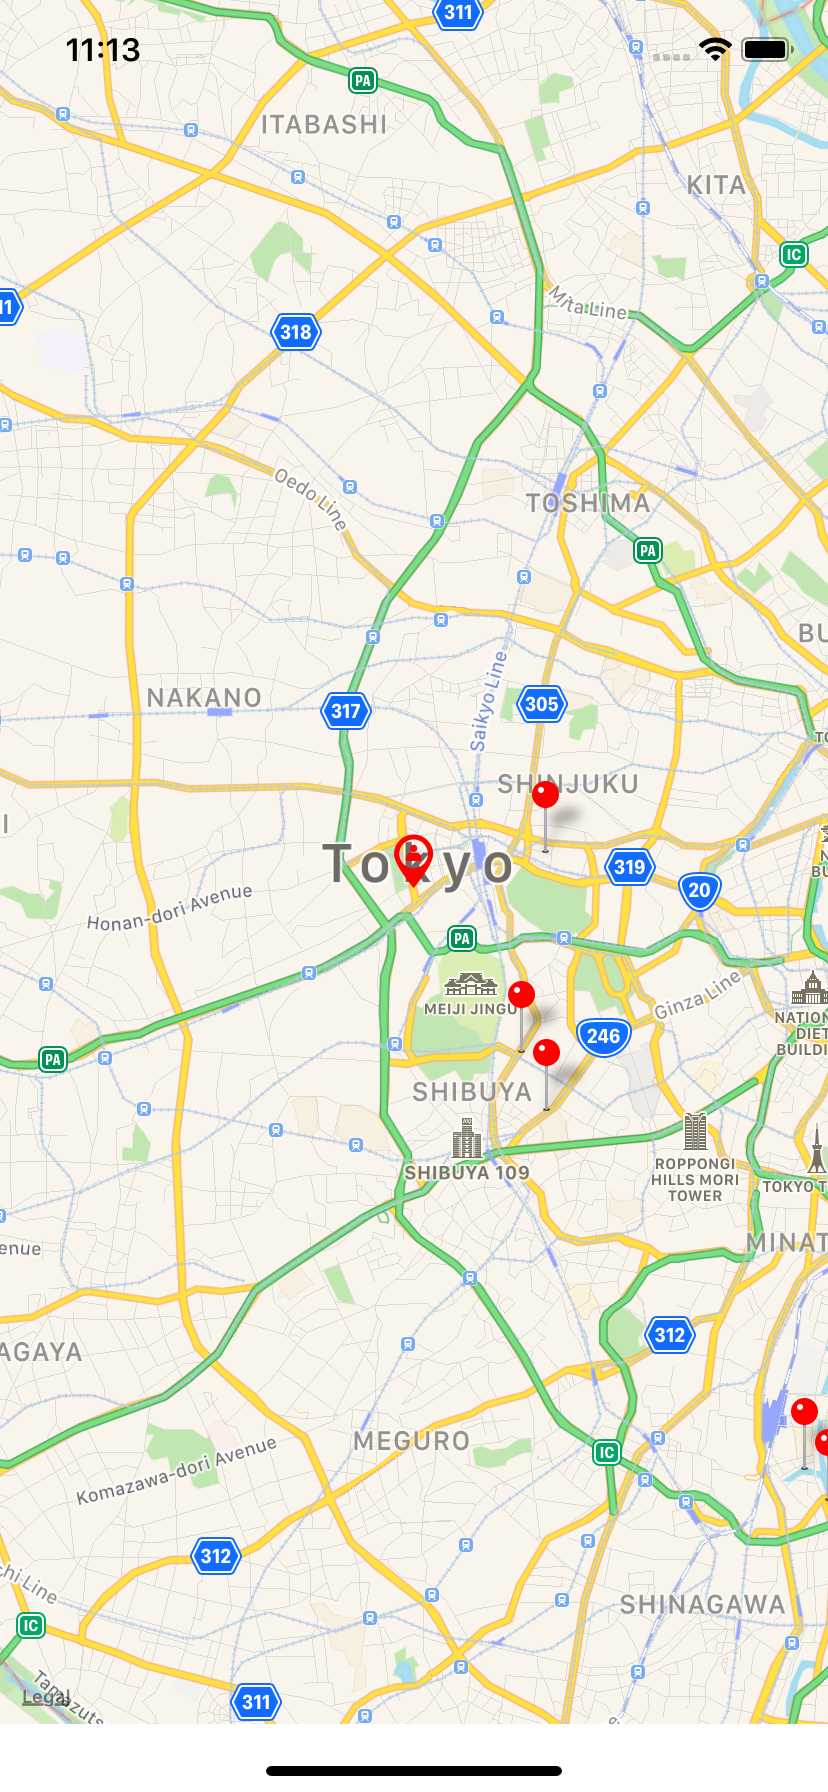 311
11:13
PA
ITABASHI
KITA
IC
11
Mita Line
318
Oedo Line
TOSHIMA
PA
BU
NAKANO
317
Saikyo Line
305
TO
SHINJUKU
I
Tokyo
319
20
N
BU
Honan-dori Avenue
PA
MEIJI JINGU
Ginza Line
NATION
DIET
BUILDI
246
PA
SHIBUYA
SHIBUYA 109
ROPPONGI
HILLS MORI
TOWER
TOKYO T
enue
MINAT
312
AGAYA
MEGURO
Komazawa-dori Avenue
IC
312
chi Line
SHINAGAWA
IC
Legal
Tamazuts
311